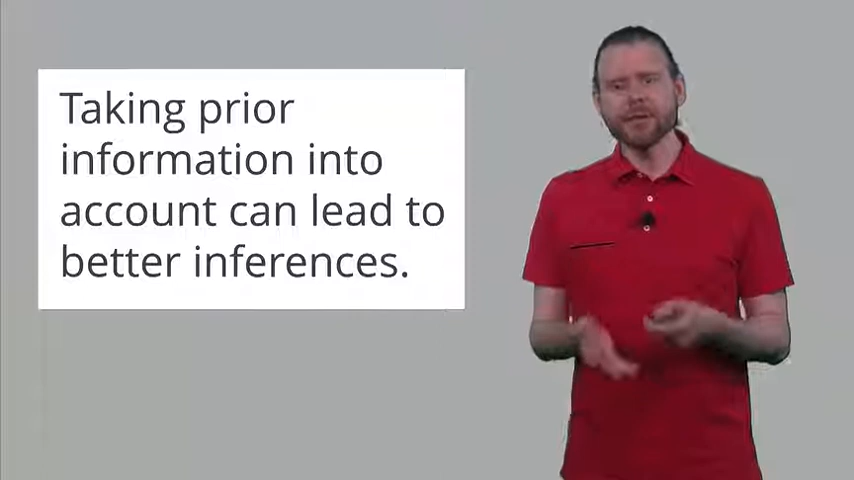 Taking prior
information into
account can lead to
better inferences.